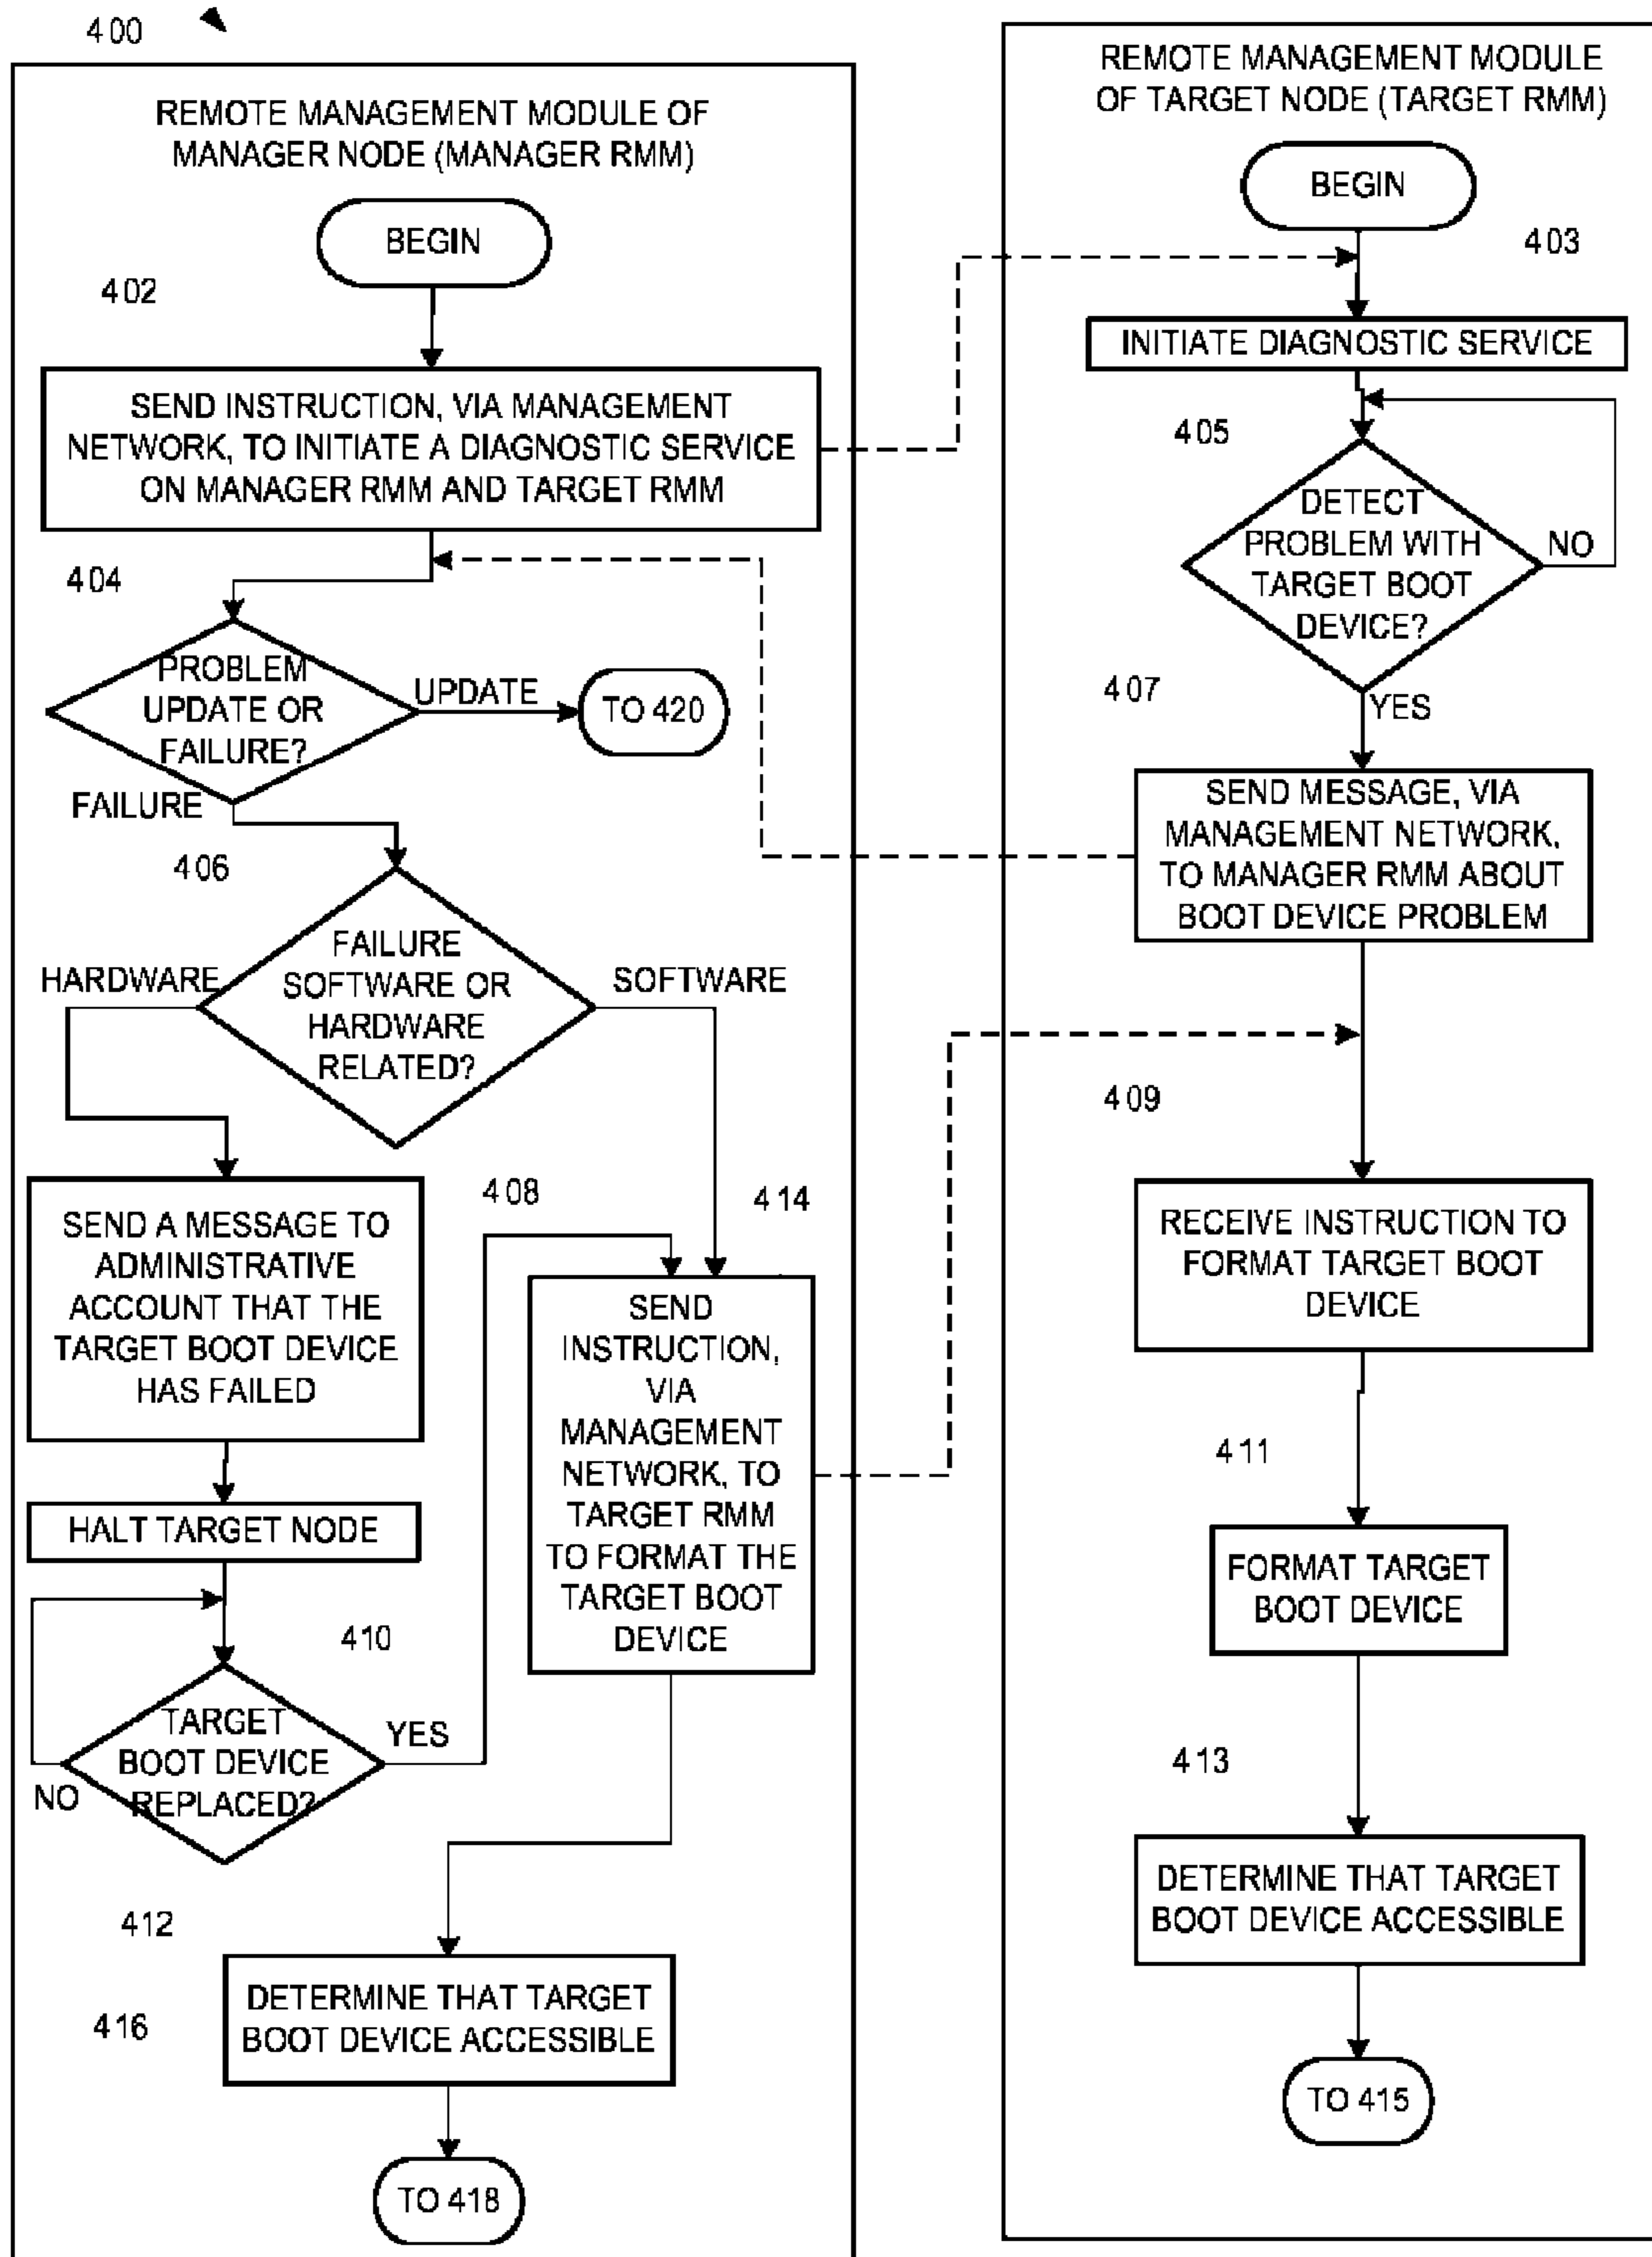 400
REMOTE MANAGEMENT MODULE OF
MANAGER NODE (MANAGER RMM)
BEGIN
402
SEND INSTRUCTION, VIA MANAGEMENT
NETWORK, TO INITIATE A DIAGNOSTIC SERVICE
ON MANAGER RMM AND TARGET RMM
404
PROBLEM
UPDATE OR
FAILURE?
UPDATE
TO 420
FAILURE
406
FAILURE
SOFTWARE OR
HARDWARE
RELATED?
HARDWARE
SOFTWARE
408
414
SEND A MESSAGE TO
ADMINISTRATIVE
ACCOUNT THAT THE
TARGET BOOT DEVICE
HAS FAILED
HALT TARGET NODE
410
TARGET
BOOT DEVICE
REPLACED?
YES
NO
SEND
INSTRUCTION,
VIA
MANAGEMENT
NETWORK, TO
TARGET RMM
TO FORMAT THE
TARGET BOOT
DEVICE
412
416
DETERMINE THAT TARGET
BOOT DEVICE ACCESSIBLE
TO 418
REMOTE MANAGEMENT MODULE
OF TARGET NODE (TARGET RMM)
BEGIN
403
INITIATE DIAGNOSTIC SERVICE
405
DETECT
PROBLEM WITH
TARGET BOOT
DEVICE?
NO
407
YES
SEND MESSAGE, VIA
MANAGEMENT NETWORK,
TO MANAGER RMM ABOUT
BOOT DEVICE PROBLEM
409
RECEIVE INSTRUCTION TO
FORMAT TARGET BOOT
DEVICE
411
FORMAT TARGET
BOOT DEVICE
413
DETERMINE THAT TARGET
BOOT DEVICE ACCESSIBLE
TO 415